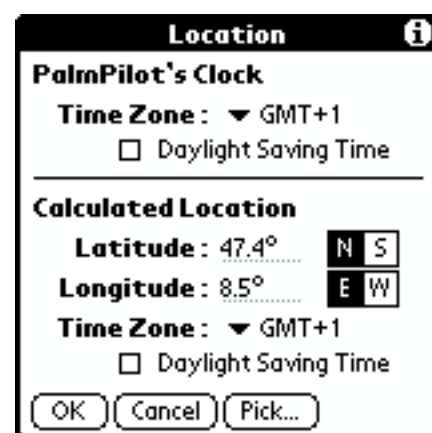 Location i
PalmPilot's Clock
Time Zone: GMT+1
Daylight Saving Time
Calculated Location
Latitude: 47.4° N S
Longitude: 8.5° E W
Time Zone: GMT+1
Daylight Saving Time
OK Cancel Pick...